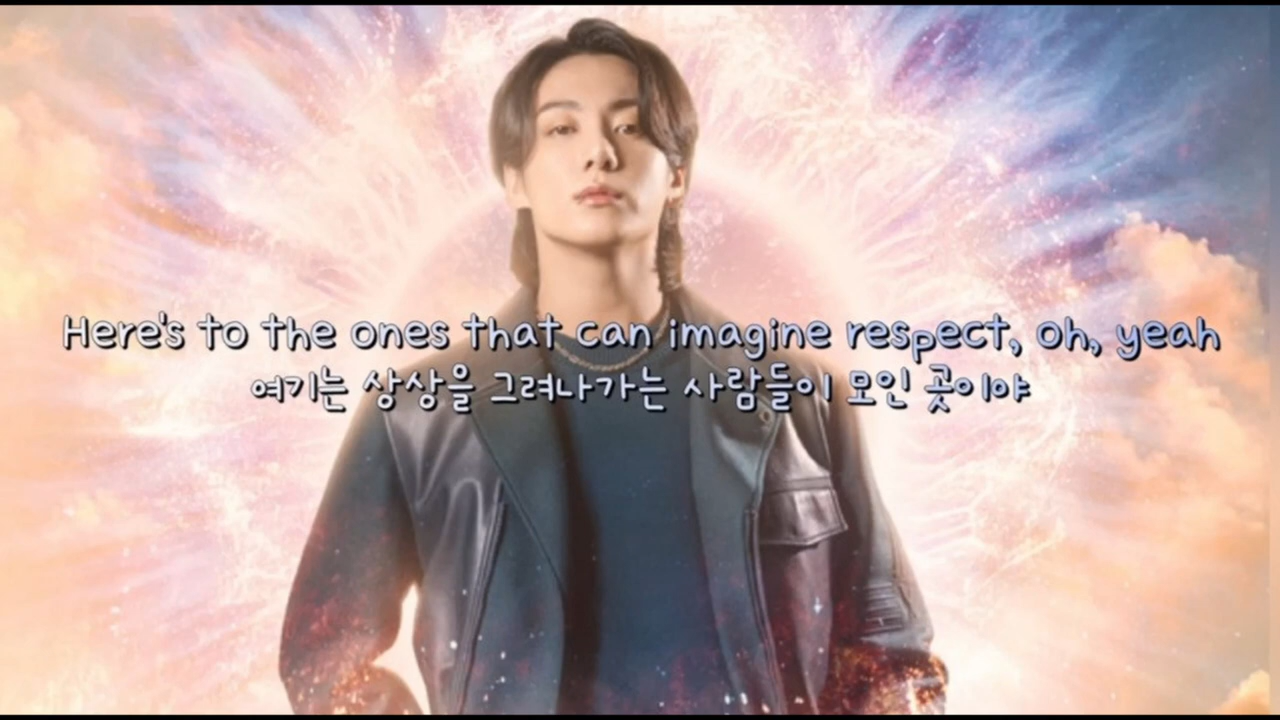 Here's to the ones that can imagine respect, oh, yeah
여기는 상상을 그려나가는 사람들이 모인 곳이야